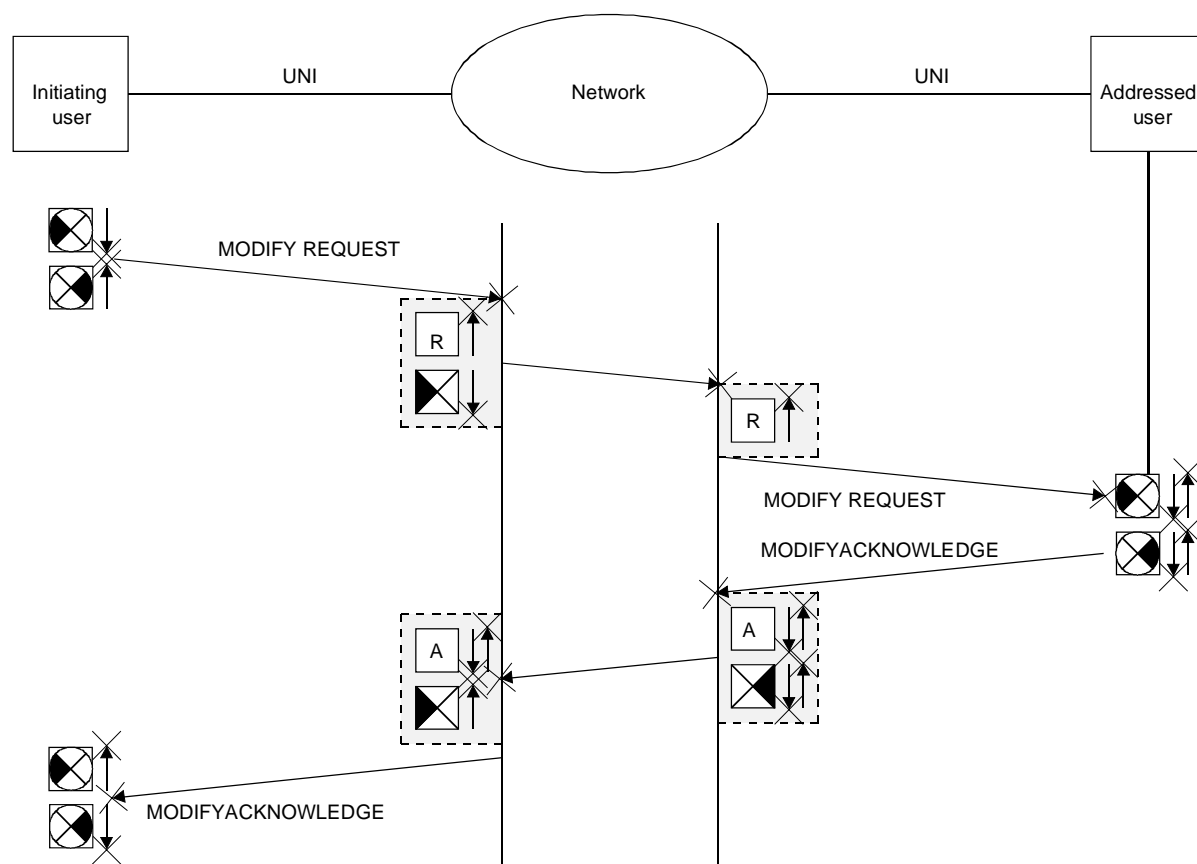 UNI
UNI
Initiating
user
Network
Addressed
user
MODIFY REQUEST
R
R
MODIFY REQUEST
MODIFYACKNOWLEDGE
A
A
MODIFYACKNOWLEDGE